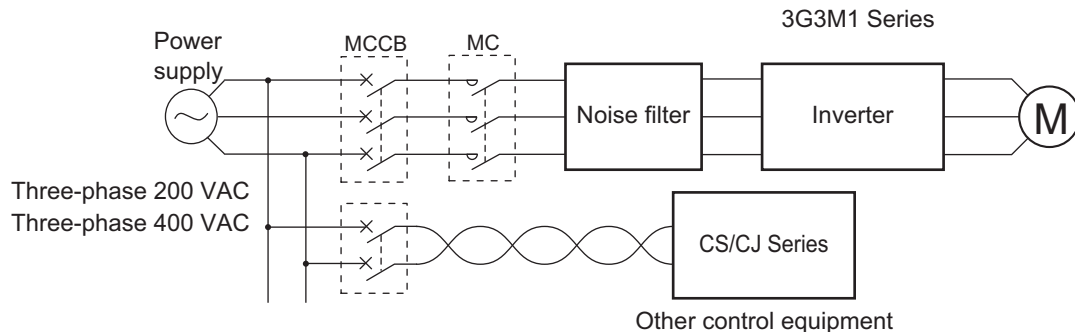 3G3M1 Series
Power
supply
MCCB
MC
Noise filter
Inverter
M
Three-phase 200 VAC
Three-phase 400 VAC
CS/CJ Series
Other control equipment